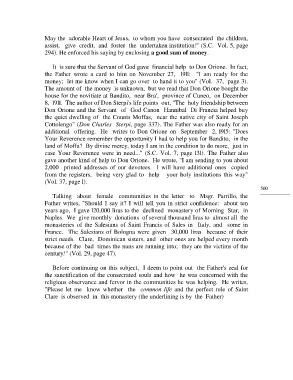 May the adorable Heart of Jesus, to whom you have consecrated the children,
assist, give credit, and foster the undertaken institution!" (S.C. Vol. 5, page
294). He enforced his saying by enclosing a good sum of money.
It is sure that the Servant of God gave financial help to Don Orione. In fact,
the Father wrote a card to him on November 27, 1911: "I am ready for the
money; let me know when I can go over to hand it to you" (Vol. 37, page 3).
The amount of the money is unknown, but we read that Don Orione bought the
house for the novitiate at Bandito, near Bra', province of Cuneo, on December
8, 1911. The author of Don Sterpi's life points out, "The holy friendship between
Don Orione and the Servant of God Canon Hannibal Di Francia helped buy
the quiet dwelling of the Counts Moffas, near the native city of Saint Joseph
Cottolengo" (Don Charles Sterpi, page 337). The Father was also ready for an
additional offering. He writes to Don Orione on September 2, 1915: "Does
Your Reverence remember the opportunity I had to help you for Bandito, in the
land of Moffa? By divine mercy, today I am in the condition to do more, just in
case Your Reverence were in need.." (S.C. Vol. 7, page 131). The Father also
gave another kind of help to Don Orione. He wrote, "I am sending to you about
2,000 printed addresses of our devotees. I will have additional ones copied
from the registers, being very glad to help your holy institutions this way"
(Vol. 37, page 1).
560
Talking about female communities in the letter to Msgr. Parrillo, the
Father writes, "Should I say it? I will tell you in strict confidence: about ten
years ago, I gave 120,000 liras to the declined monastery of Morning Star, in
Naples. We give monthly donations of several thousand liras to almost all the
monasteries of the Salesians of Saint Francis of Sales in Italy, and some in
France. The Salesians of Bologna were given 30,000 liras because of their
strict needs. Clare, Dominican sisters, and other ones are helped every month
because of the bad times the nuns are running into; they are the victims of the
century!" (Vol. 29, page 47).
Before continuing on this subject, I deem to point out the Father's zeal for
the sanctification of the consecrated souls and how he was concerned with the
religious observance and fervor in the communities he was helping. He writes,
"Please let me know whether the common life and the perfect rule of Saint
Clare is observed in this monastery (the underlining is by the Father)